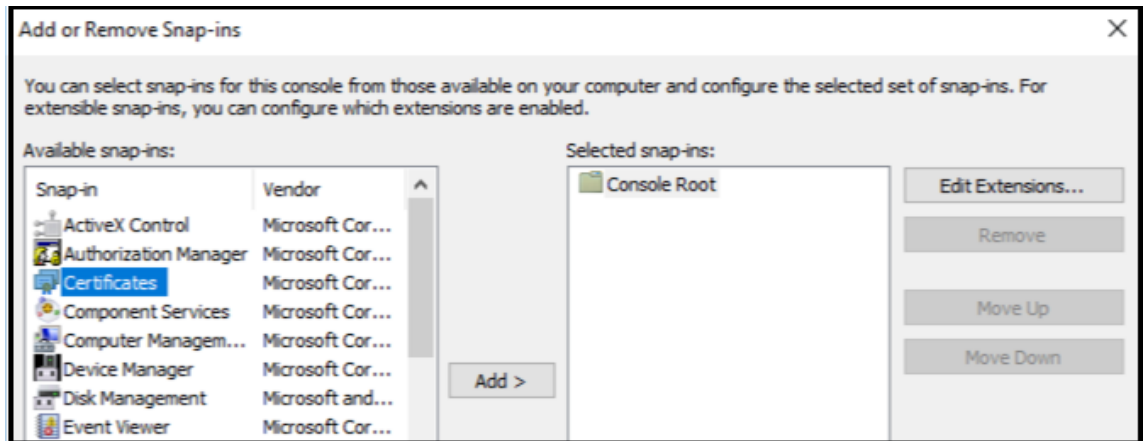 Add or Remove Snap-ins
You can select snap-ins for this console from those available on your computer and configure the selected set of snap-ins. For
extensible snap-ins, you can configure which extensions are enabled.
Available snap-ins:
Snap-in Vendor
ActiveX Control Microsoft Cor...
Authorization Manager Microsoft Cor...
Certificates Microsoft Cor...
Component Services Microsoft Cor...
Computer Managem... Microsoft Cor...
Device Manager Microsoft Cor...
Disk Management Microsoft and...
Event Viewer Microsoft Cor...
Add >
Selected snap-ins:
Console Root
Edit Extensions...
Remove
Move Up
Move Down